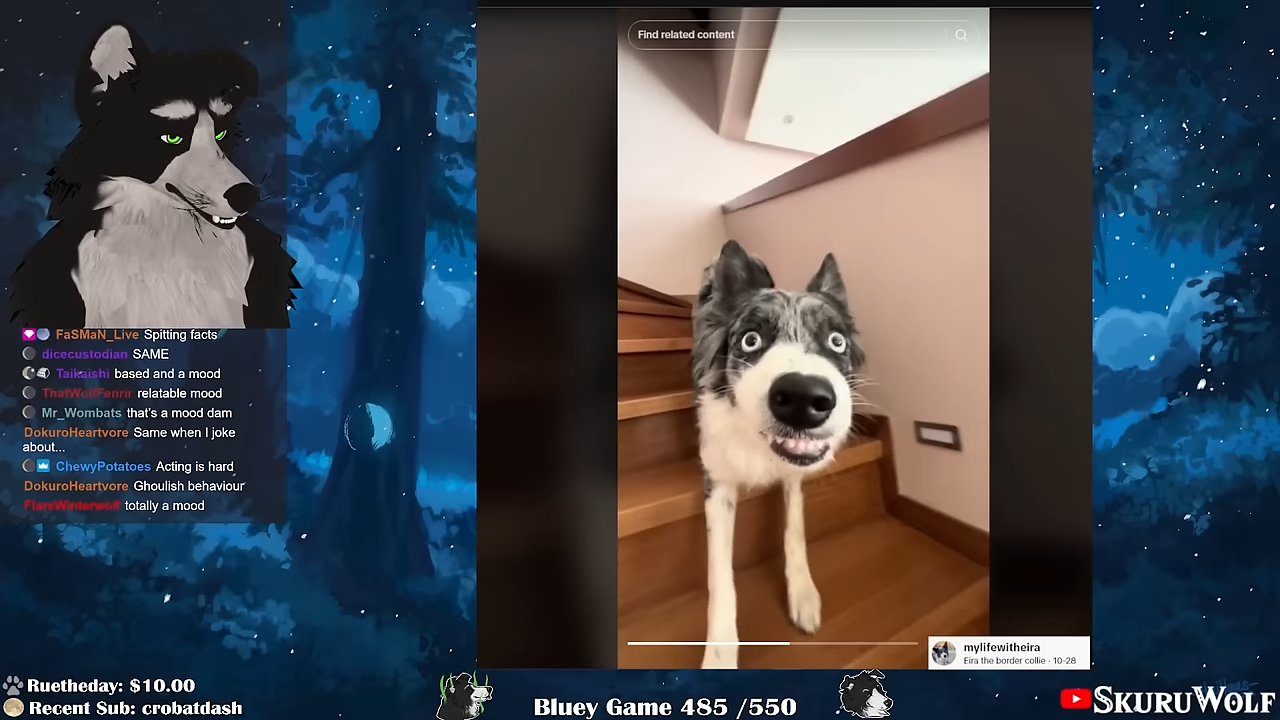 Find related content
FaSMaN_Live Spitting facts
dicecustodian SAME
Taikaishi based and a mood
ThatWolfFenru relatable mood
Mr_Wombats that's a mood dam
DokuroHeartvore Same when I joke
about...
ChewyPotatoes Acting is hard
DokuroHeartvore Ghoulish behaviour
FlareWinterwolf totally a mood
mylifewitheira
Eira the border collie · 10-28
Ruetheday: $10.00
Recent Sub: crobatdash
Bluey Game 485 /550
SkuruWolf